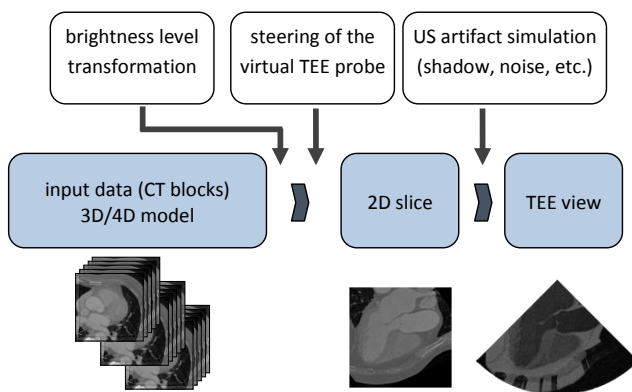 brightness level
transformation
steering of the
virtual TEE probe
US artifact simulation
(shadow, noise, etc.)
input data (CT blocks)
3D/4D model
2D slice
TEE view